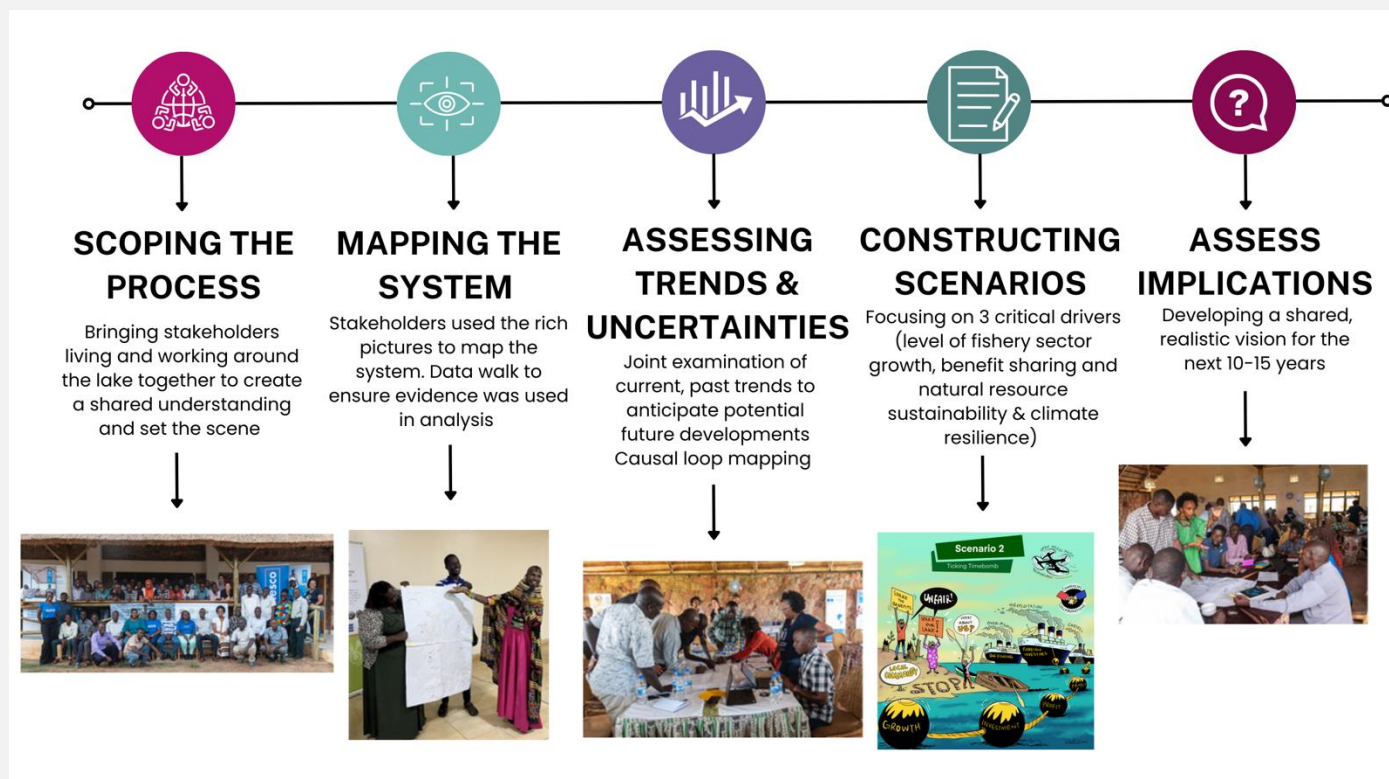 SCOPING THE
PROCESS
Bringing stakeholders
living and working around
the lake together to create
a shared understanding
and set the scene
MAPPING THE
SYSTEM
Stakeholders used the rich
pictures to map the
system. Data walk to
ensure evidence was used
in analysis
ASSESSING
TRENDS &
UNCERTAINTIES
Joint examination of
current, past trends to
anticipate potential
future developments
Causal loop mapping
CONSTRUCTING
SCENARIOS
Focusing on 3 critical drivers
(level of fishery sector
growth, benefit sharing and
natural resource
sustainability & climate
resilience)
ASSESS
IMPLICATIONS
Developing a shared,
realistic vision for the
next 10-15 years
?
Scenario 2
Ticking Timebomb
UNFAIR!
SHARE
THE
BENEFITS
LOCAL
COMMUNITY
STOP
GROWTH
INVESTMENT
PROFIT